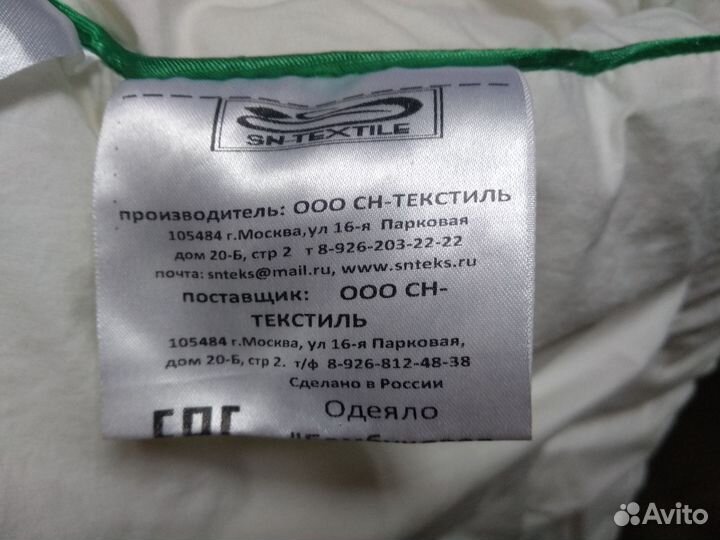 SN-TEXTILE
производитель: ООО СН-ТЕКСТИЛЬ
105484 г.Москва,ул 16-я Парковая
дом 20-Б, стр 2 т 8-926-203-22-22
почта: snteks@mail.ru, www.snteks.ru
поставщик: ООО СН-
ТЕКСТИЛЬ
105484 г.Москва, ул 16-я Парковая,
дом 20-Б, стр 2. т/ф 8-926-812-48-38
Сделано в России
Одеяло
Avito